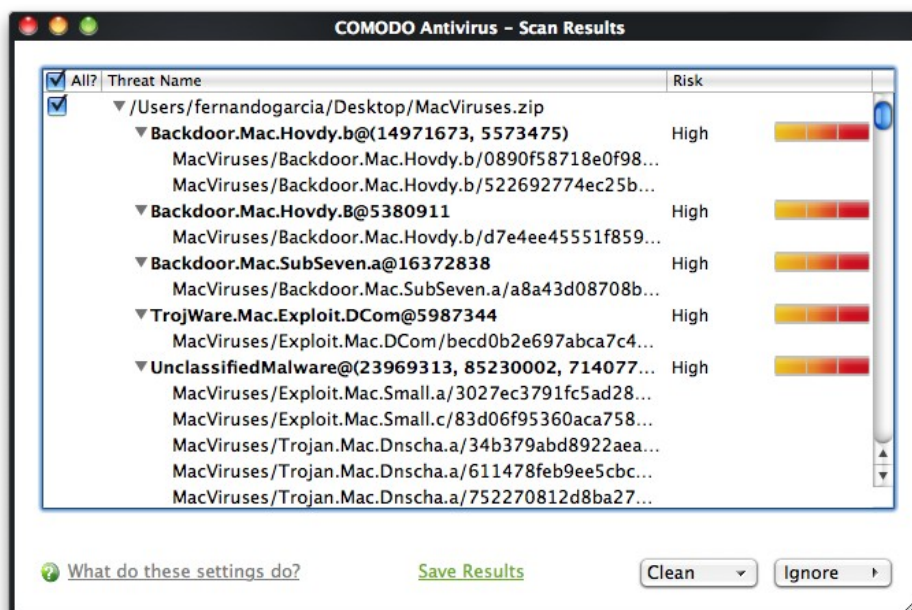 COMODO Antivirus – Scan Results
All? Threat Name Risk
/Users/fernandogarcia/Desktop/MacViruses.zip
Backdoor.Mac.Hovdy.b@(14971673, 5573475) High
MacViruses/Backdoor.Mac.Hovdy.b/0890f58718e0f98...
MacViruses/Backdoor.Mac.Hovdy.b/522692774ec25b...
Backdoor.Mac.Hovdy.B@5380911 High
MacViruses/Backdoor.Mac.Hovdy.b/d7e4ee45551f859...
Backdoor.Mac.SubSeven.a@16372838 High
MacViruses/Backdoor.Mac.SubSeven.a/a8a43d08708b...
TrojWare.Mac.Exploit.DCom@5987344 High
MacViruses/Exploit.Mac.DCom/becd0b2e697abca7c4...
UnclassifiedMalware@(23969313, 85230002, 714077... High
MacViruses/Exploit.Mac.Small.a/3027ec3791fc5ad28...
MacViruses/Exploit.Mac.Small.c/83d06f95360aca758...
MacViruses/Trojan.Mac.Dnscha.a/34b379abd8922aea...
MacViruses/Trojan.Mac.Dnscha.a/611478feb9ee5cbc...
MacViruses/Trojan.Mac.Dnscha.a/752270812d8ba27...
What do these settings do? Save Results Clean Ignore